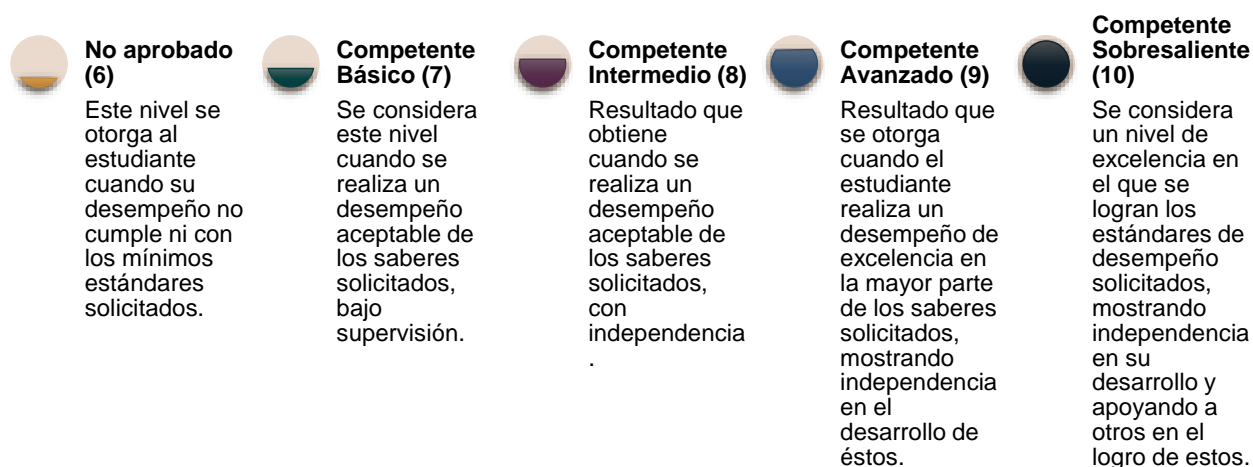 No aprobado
(6)
Este nivel se
otorga al
estudiante
cuando su
desempeño no
cumple ni con
los mínimos
estándares
solicitados.
Competente
Básico (7)
Se considera
este nivel
cuando se
realiza un
desempeño
aceptable de
los saberes
solicitados,
bajo
supervisión.
Competente
Intermedio (8)
Resultado que
obtiene
cuando se
realiza un
desempeño
aceptable de
los saberes
solicitados,
con
independencia
.
Competente
Avanzado (9)
Resultado que
se otorga
cuando el
estudiante
realiza un
desempeño de
excelencia en
la mayor parte
de los saberes
solicitados,
mostrando
independencia
en el
desarrollo de
éstos.
Competente
Sobresaliente
(10)
Se considera
un nivel de
excelencia en
el que se
logran los
estándares de
desempeño
solicitados,
mostrando
independencia
en su
desarrollo y
apoyando a
otros en el
logro de estos.